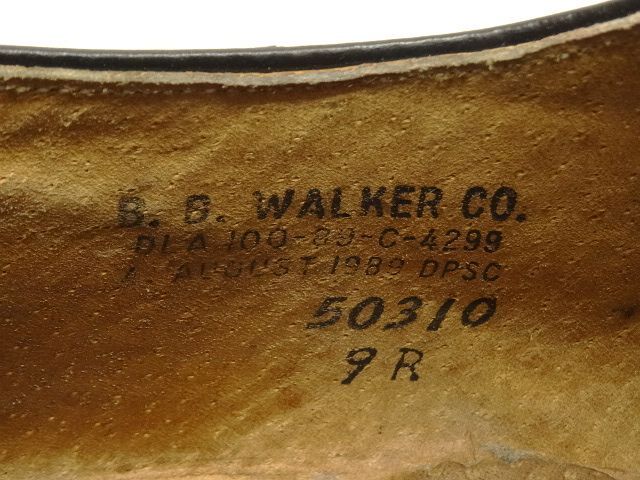 B. B. WALKER CO.
DLA 100-89-C-4299
AUGUST 1989 DPSC
50310
9 R